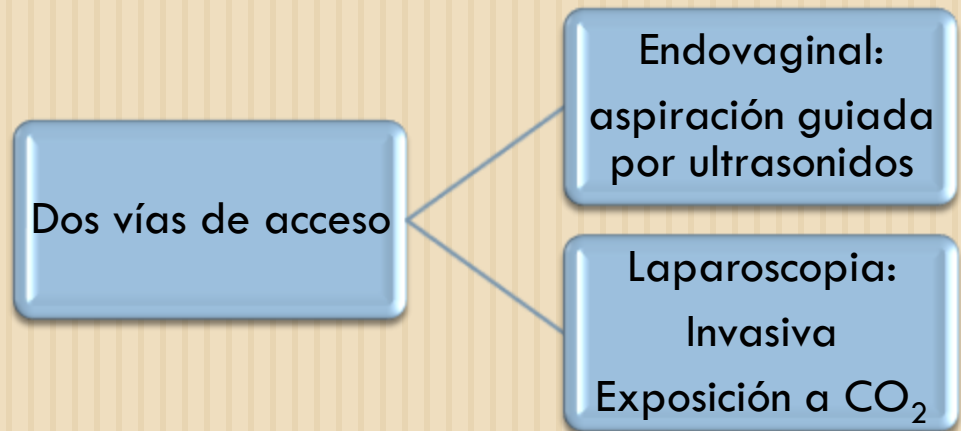 Dos vías de acceso
Endovaginal:
aspiración guiada
por ultrasonidos
Laparoscopia:
Invasiva
Exposición a CO₂